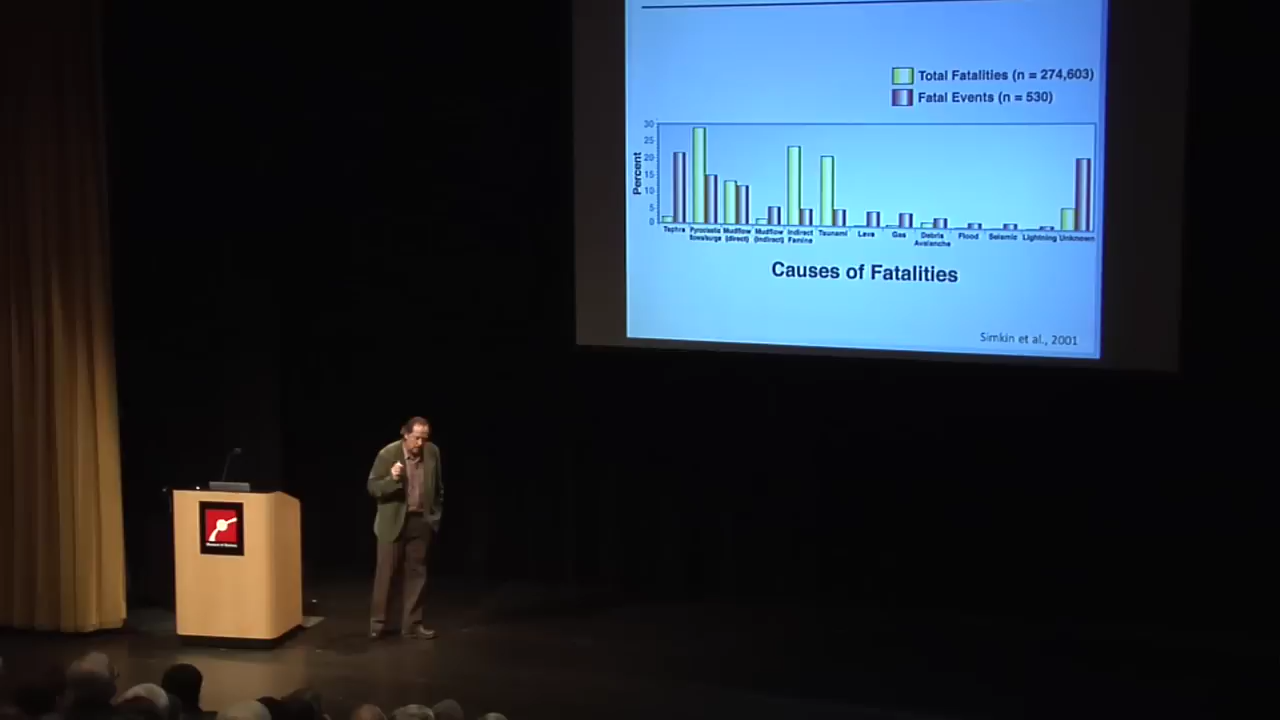 Total Fatalities (n = 274,603)
Fatal Events (n = 530)
30
25
20
15
10
5
0
Percent
Tephra
Pyroclastic
flows/surge
Mudflow
(direct)
Mudflow
(indirect)
Indirect
Famine
Tsunami
Lava
Gas
Debris
Avalanche
Flood
Seismic
Lightning
Unknown
Causes of Fatalities
Simkin et al., 2001